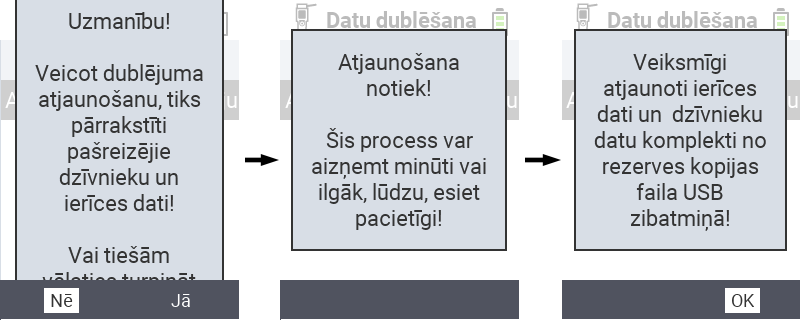 Uzmanību!
Veicot dublējuma
atjaunošanu, tiks
pārrakstīti
pašreizējie
dzīvnieku un
ierīces dati!
Vai tiešām
vēlaties turpināt
Nē
Jā
Datu dublēšana
Atjaunošana
notiek!
Šis process var
aizņemt minūti vai
ilgāk, lūdzu, esiet
pacietīgi!
Datu dublēšana
Veiksmīgi
atjaunoti ierīces
dati un  dzīvnieku
datu komplekti no
rezerves kopijas
faila USB
zibatmiņā!
OK